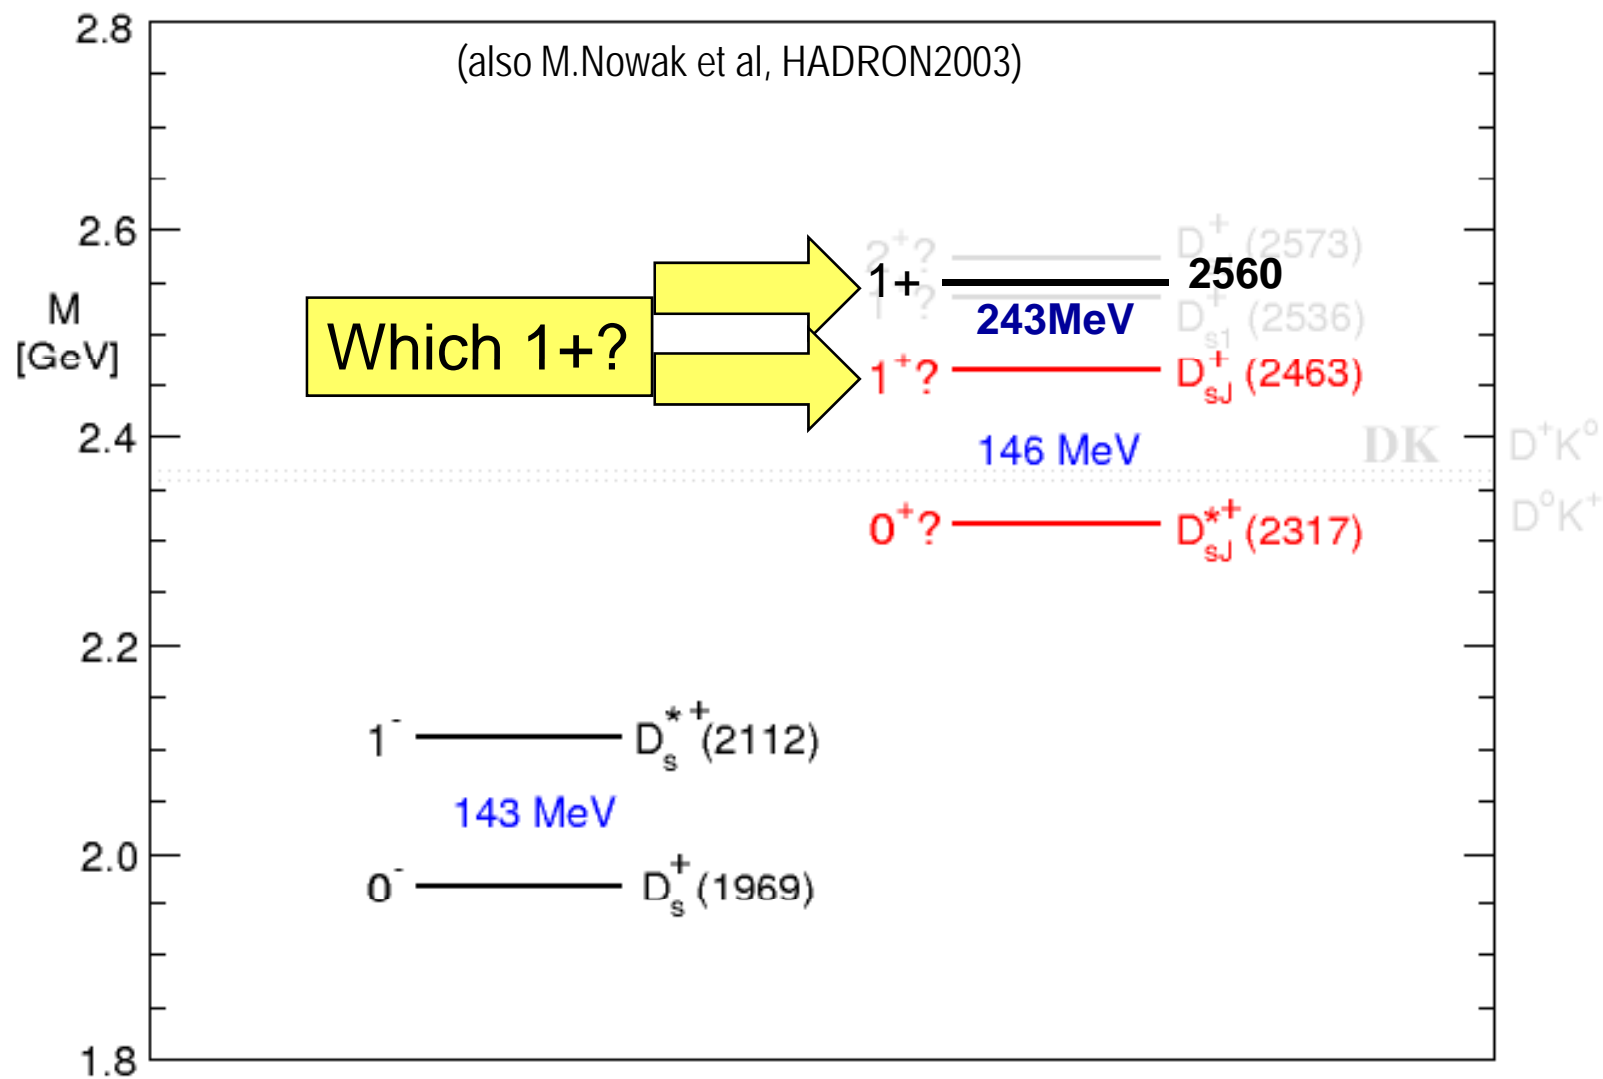 2.8
(also M.Nowak et al, HADRON2003)
2.6
2⁺? D⁺ (2573)
1+ 2560
1 ?
243MeV
D⁺s1 (2536)
M
[GeV]
Which 1+?
1⁺? D⁺sJ (2463)
2.4
146 MeV
DK
D⁺K⁰
0⁺? D*⁺sJ (2317)
D⁰K⁺
2.2
1⁻ D*⁺s (2112)
143 MeV
2.0
0⁻ D⁺s (1969)
1.8